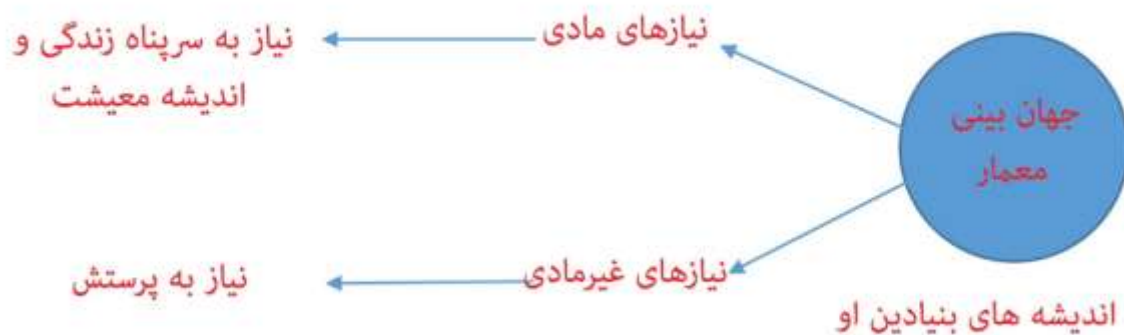 جهان بینی
معمار
اندیشه های بنیادین او
نیازهای مادی
نیاز به سرپناه زندگی و
اندیشه معیشت
نیازهای غیرمادی
نیاز به پرستش